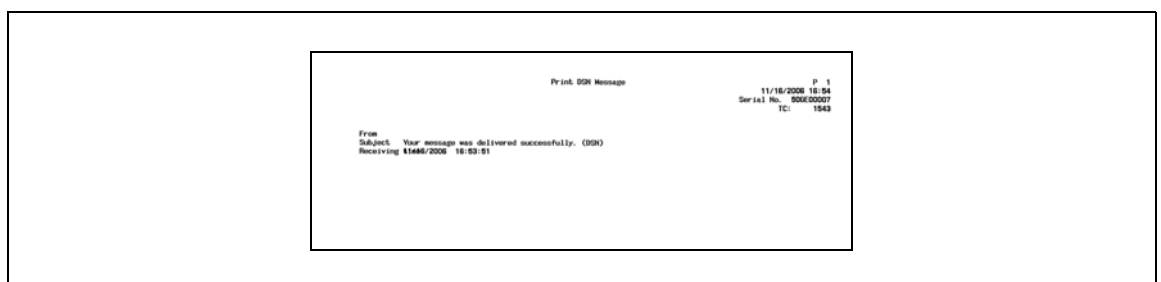 Print DSN Message
P 1
11/16/2006 16:54
Serial No. 50GE00007
TC: 1543
From
Subject Your message was delivered successfully. (DSN)
Receiving 16:53:51